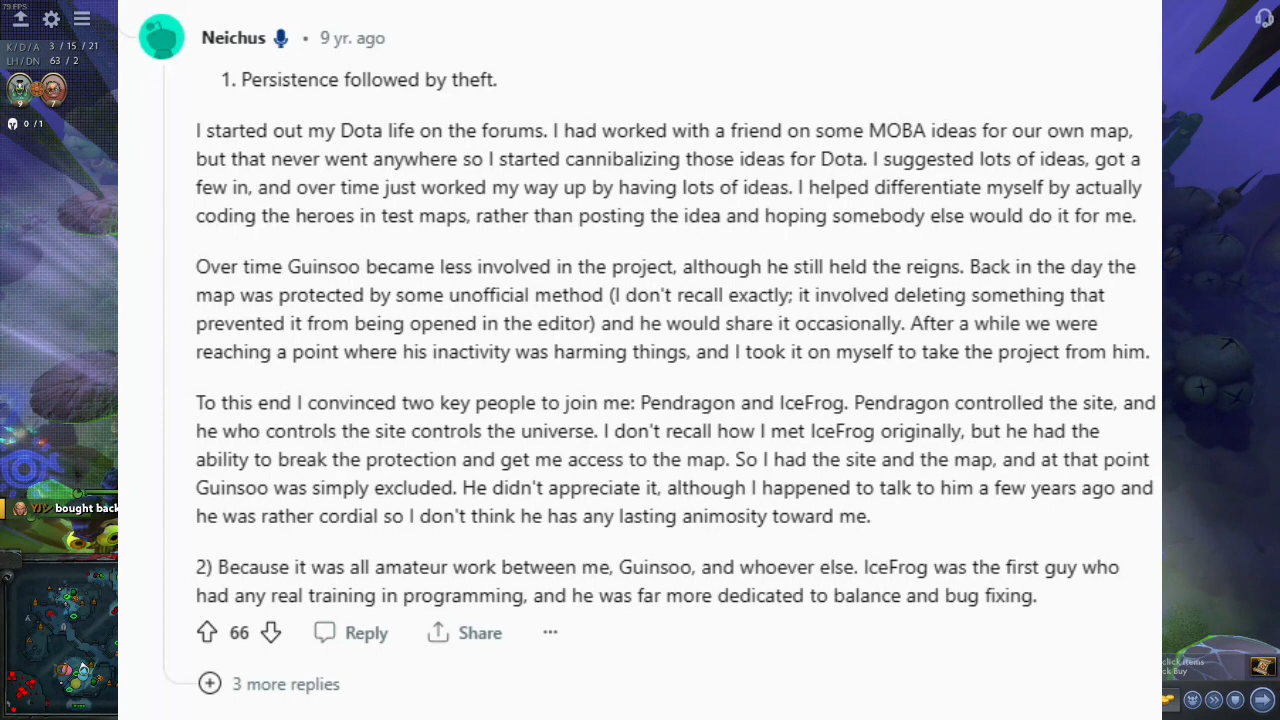 79 FPS
K/D/A 3 / 15 / 21
LH/DN 63 / 2
9 7
0 / 1
Neichus • 9 yr. ago
1. Persistence followed by theft.
I started out my Dota life on the forums. I had worked with a friend on some MOBA ideas for our own map,
but that never went anywhere so I started cannibalizing those ideas for Dota. I suggested lots of ideas, got a
few in, and over time just worked my way up by having lots of ideas. I helped differentiate myself by actually
coding the heroes in test maps, rather than posting the idea and hoping somebody else would do it for me.
Over time Guinsoo became less involved in the project, although he still held the reigns. Back in the day the
map was protected by some unofficial method (I don't recall exactly; it involved deleting something that
prevented it from being opened in the editor) and he would share it occasionally. After a while we were
reaching a point where his inactivity was harming things, and I took it on myself to take the project from him.
To this end I convinced two key people to join me: Pendragon and IceFrog. Pendragon controlled the site, and
he who controls the site controls the universe. I don't recall how I met IceFrog originally, but he had the
ability to break the protection and get me access to the map. So I had the site and the map, and at that point
Guinsoo was simply excluded. He didn't appreciate it, although I happened to talk to him a few years ago and
he was rather cordial so I don't think he has any lasting animosity toward me.
2) Because it was all amateur work between me, Guinsoo, and whoever else. IceFrog was the first guy who
had any real training in programming, and he was far more dedicated to balance and bug fixing.
66 Reply Share ...
3 more replies
bought back
click items
ck Buy